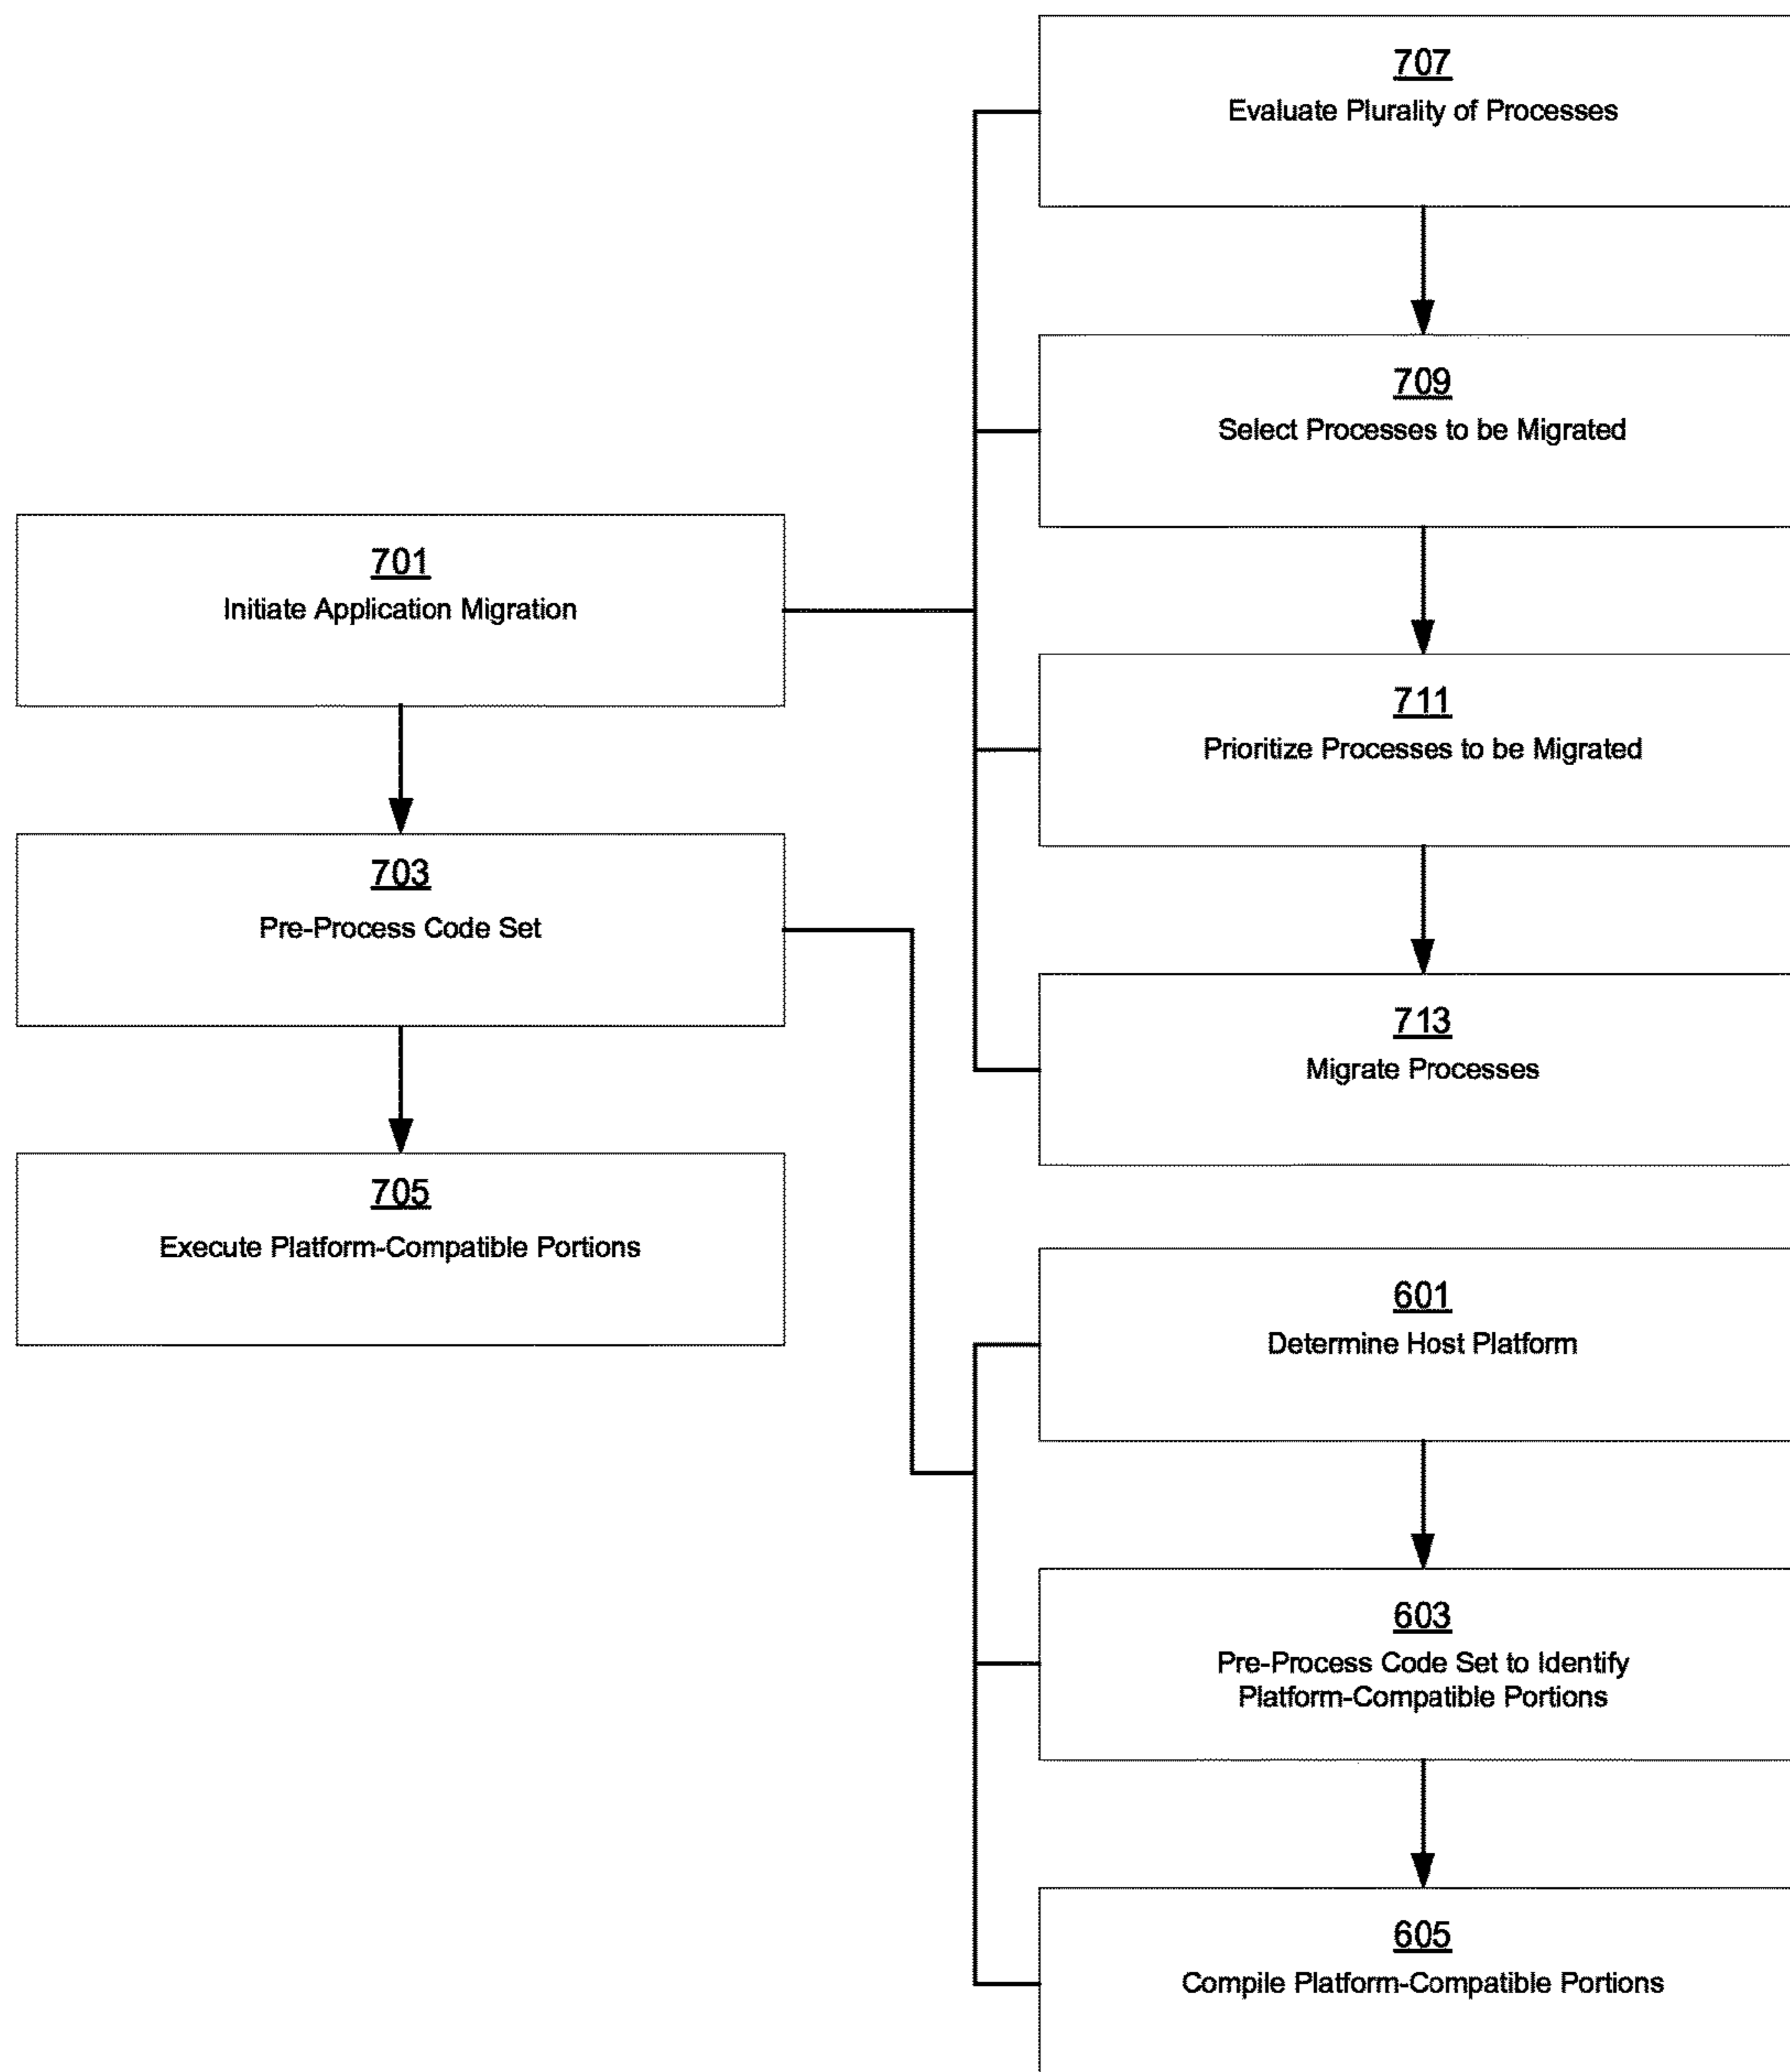 701
Initiate Application Migration
703
Pre-Process Code Set
705
Execute Platform-Compatible Portions
707
Evaluate Plurality of Processes
709
Select Processes to be Migrated
711
Prioritize Processes to be Migrated
713
Migrate Processes
601
Determine Host Platform
603
Pre-Process Code Set to Identify
Platform-Compatible Portions
605
Compile Platform-Compatible Portions